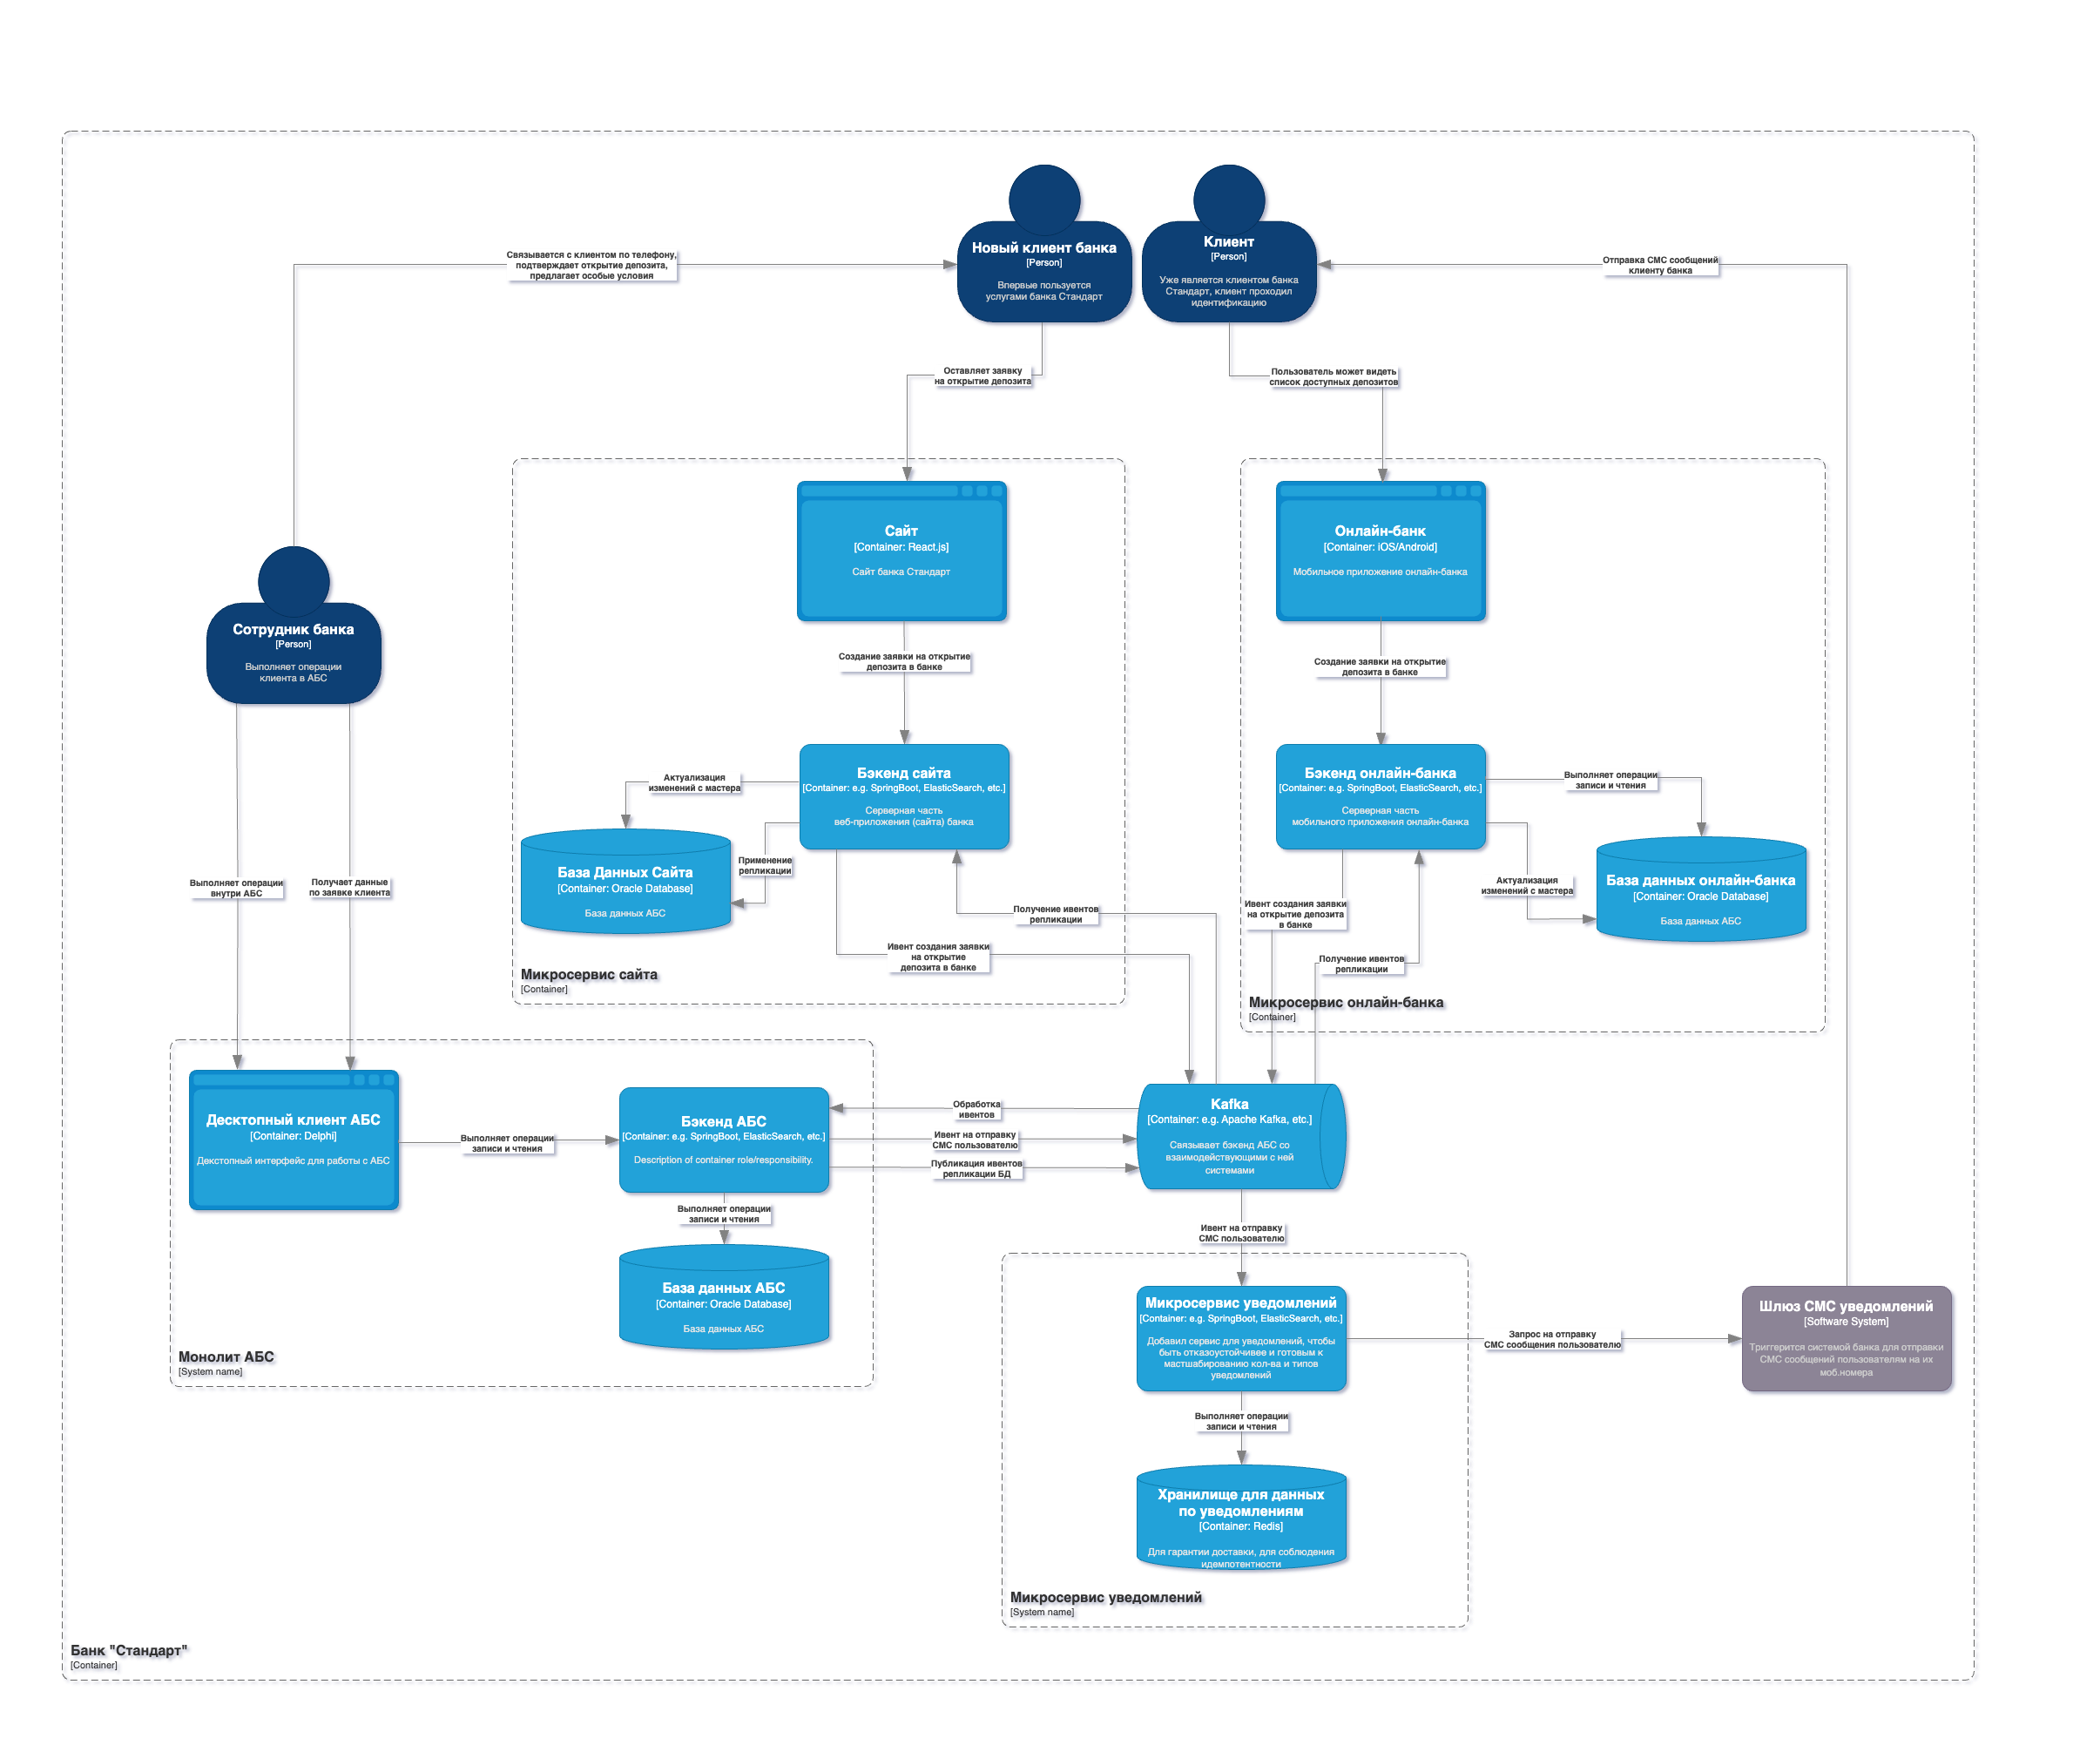 Новый клиент банка
[Person]
Впервые пользуется
услугами банка Стандарт
Клиент
[Person]
Уже является клиентом банка
Стандарт, клиент проходил
идентификацию
Связывается с клиентом по телефону,
подтверждает открытие депозита,
предлагает особые условия
Отправка СМС сообщений
клиенту банка
Оставляет заявку
на открытие депозита
Пользователь может видеть
список доступных депозитов
Сайт
[Container: React.js]
Сайт банка Стандарт
Онлайн-банк
[Container: iOS/Android]
Мобильное приложение онлайн-банка
Сотрудник банка
[Person]
Выполняет операции
клиента в АБС
Создание заявки на открытие
депозита в банке
Создание заявки на открытие
депозита в банке
Актуализация
изменений с мастера
Бэкенд сайта
[Container: e.g. SpringBoot, ElasticSearch, etc.]
Серверная часть
веб-приложения (сайта) банка
Бэкенд онлайн-банка
[Container: e.g. SpringBoot, ElasticSearch, etc.]
Серверная часть
мобильного приложения онлайн-банка
Выполняет операции
записи и чтения
Применение
репликации
База Данных Сайта
[Container: Oracle Database]
База данных АБС
Актуализация
изменений с мастера
База данных онлайн-банка
[Container: Oracle Database]
База данных АБС
Выполняет операции
внутри АБС
Получает данные
по заявке клиента
Получение ивентов
репликации
Ивент создания заявки
на открытие депозита
в банке
Ивент создания заявки
на открытие
депозита в банке
Получение ивентов
репликации
Микросервис сайта
[Container]
Микросервис онлайн-банка
[Container]
Десктопный клиент АБС
[Container: Delphi]
Декстопный интерфейс для работы с АБС
Выполняет операции
записи и чтения
Бэкенд АБС
[Container: e.g. SpringBoot, ElasticSearch, etc.]
Description of container role/responsibility.
Обработка
ивентов
Ивент на отправку
СМС пользователю
Публикация ивентов
репликации БД
Kafka
[Container: e.g. Apache Kafka, etc.]
Связывает бэкенд АБС со
взаимодействующими с ней
системами
Выполняет операции
записи и чтения
База данных АБС
[Container: Oracle Database]
База данных АБС
Монолит АБС
[System name]
Ивент на отправку
СМС пользователю
Микросервис уведомлений
[Container: e.g. SpringBoot, ElasticSearch, etc.]
Добавил сервис для уведомлений, чтобы
быть отказоустойчивее и готовым к
мастшабированию кол-ва и типов
уведомлений
Запрос на отправку
СМС сообщения пользователю
Шлюз СМС уведомлений
[Software System]
Триггерится системой банка для отправки
СМС сообщений пользователям на их
моб.номера
Выполняет операции
записи и чтения
Хранилище для данных
по уведомлениям
[Container: Redis]
Для гарантии доставки, для соблюдения
идемпотентности
Микросервис уведомлений
[System name]
Банк "Стандарт"
[Container]